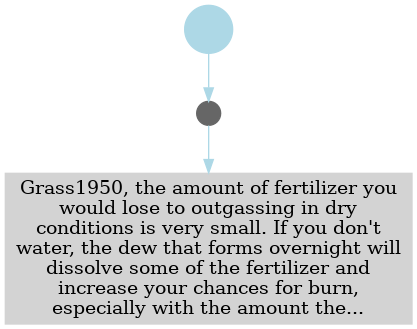 Grass1950, the amount of fertilizer you
would lose to outgassing in dry
conditions is very small. If you don't
water, the dew that forms overnight will
dissolve some of the fertilizer and
increase your chances for burn,
especially with the amount the...